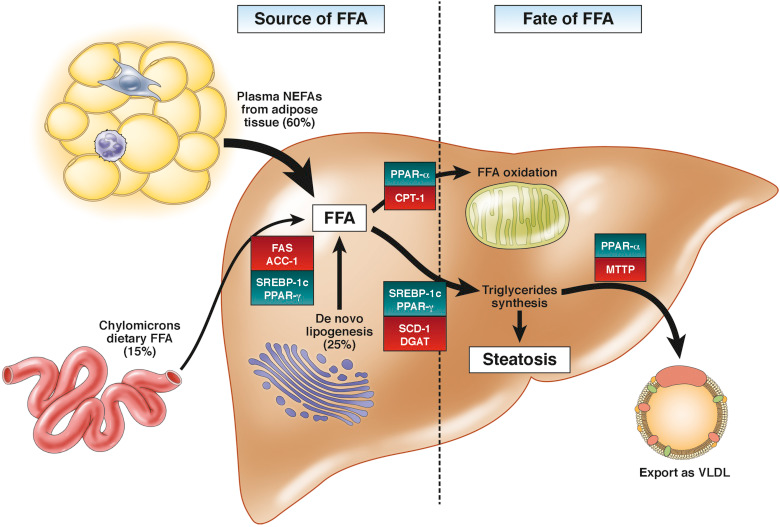 Source of FFA
Fate of FFA
Plasma NEFAs
from adipose
tissue (60%)
PPAR-α
CPT-1
FFA oxidation
FFA
FAS
ACC-1
SREBP-1c
PPAR-γ
PPAR-α
MTTP
SREBP-1c
PPAR-γ
SCD-1
DGAT
Triglycerides
synthesis
De novo
lipogenesis
(25%)
Chylomicrons
dietary FFA
(15%)
Steatosis
Export as VLDL